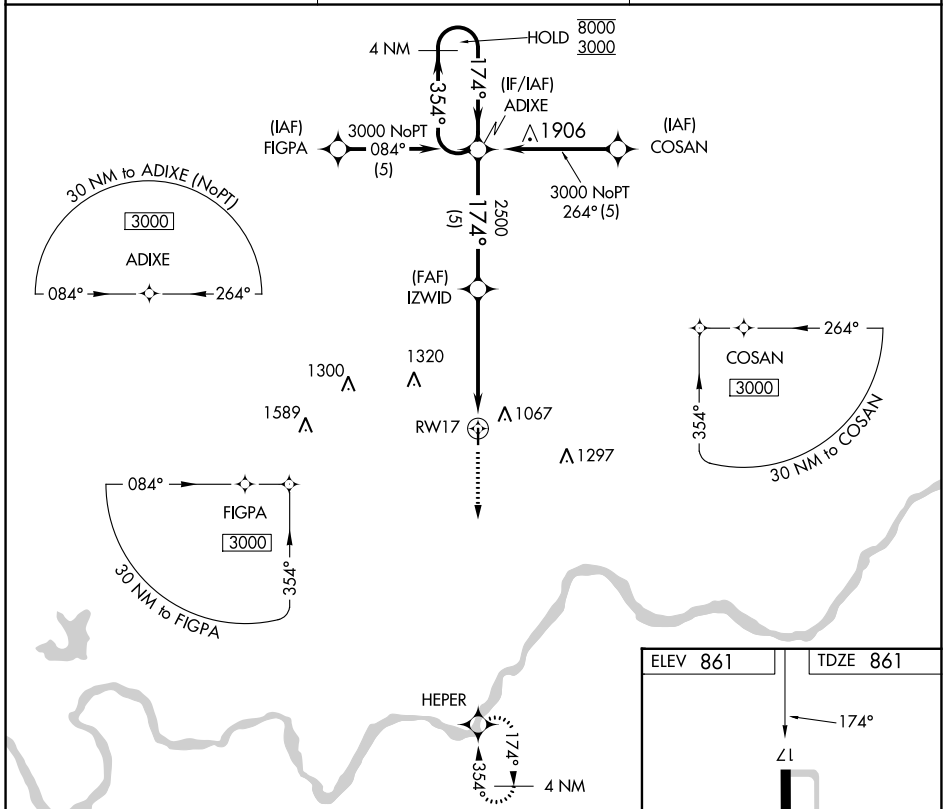 HOLD 8000
3000
4 NM
174°
354°
(IF/IAF)
ADIXE
1906
(IAF)
FIGPA
3000 NoPT
084°
(5)
(IAF)
COSAN
3000 NoPT
264° (5)
30 NM to ADIXE (NoPT)
3000
ADIXE
084°
264°
2500
174°
(5)
(FAF)
IZWID
264°
COSAN
3000
354°
30 NM to COSAN
1320
1300
1589
1067
RW17
1297
084°
FIGPA
3000
354°
30 NM to FIGPA
HEPER
174°
354°
4 NM
ELEV 861
TDZE 861
174°
17